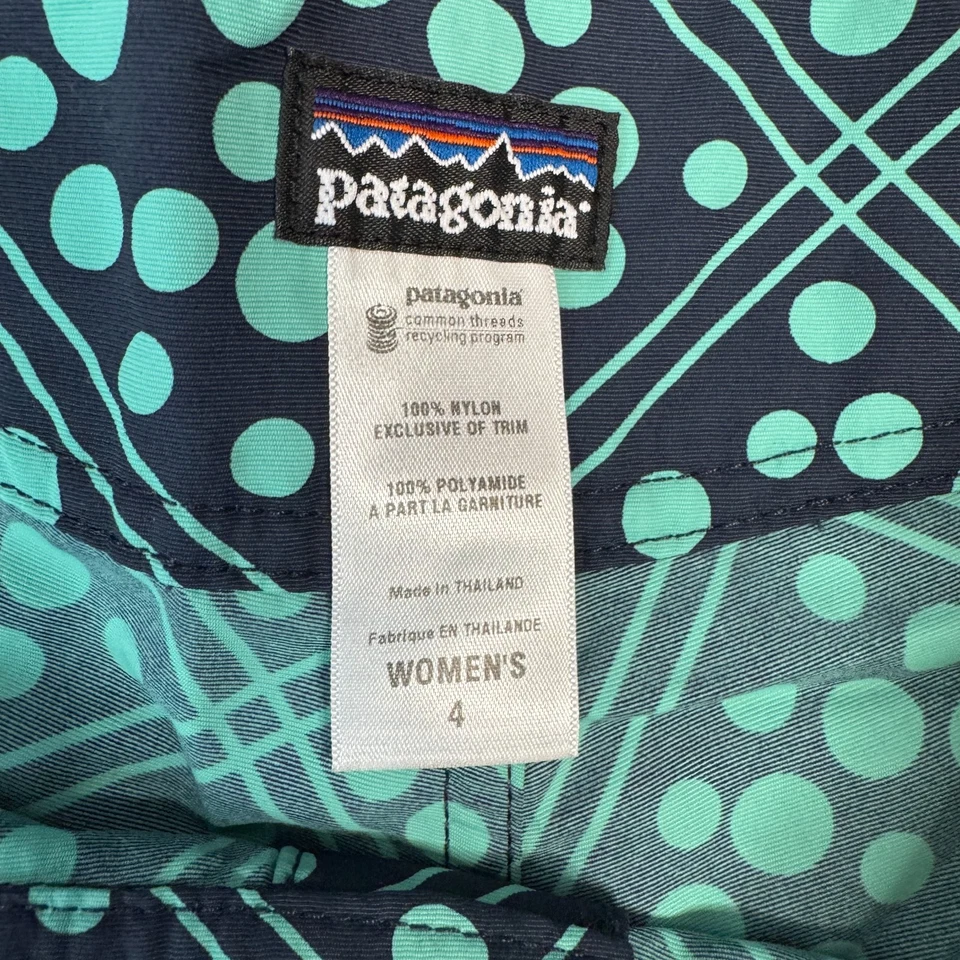 patagonia
patagonia
common threads
recycling program
100% NYLON
EXCLUSIVE OF TRIM
100% POLYAMIDE
A PART LA GARNITURE
Made in THAILAND
Fabrique EN THAILANDE
WOMEN'S
4